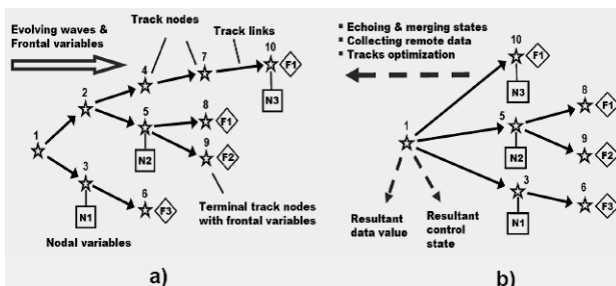 Evolving waves &
Frontal variables
Track nodes
Track links
1
2
3
4
5
6
7
8
9
10
F1
N3
F1
N2
F2
N1
F3
Nodal variables
Terminal track nodes
with frontal variables
a)
Echoing & merging states
Collecting remote data
Tracks optimization
10
F1
N3
1
5
8
F1
N2
9
F2
3
6
F3
N1
Resultant
data value
Resultant
control
state
b)